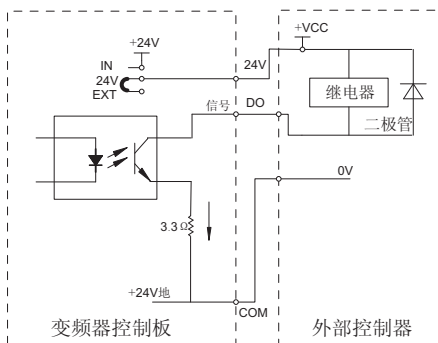 +24V
+VCC
IN
24V
24V
EXT
继电器
信号
DO
二极管
0V
3.3Ω
+24V地
COM
变频器控制板
外部控制器